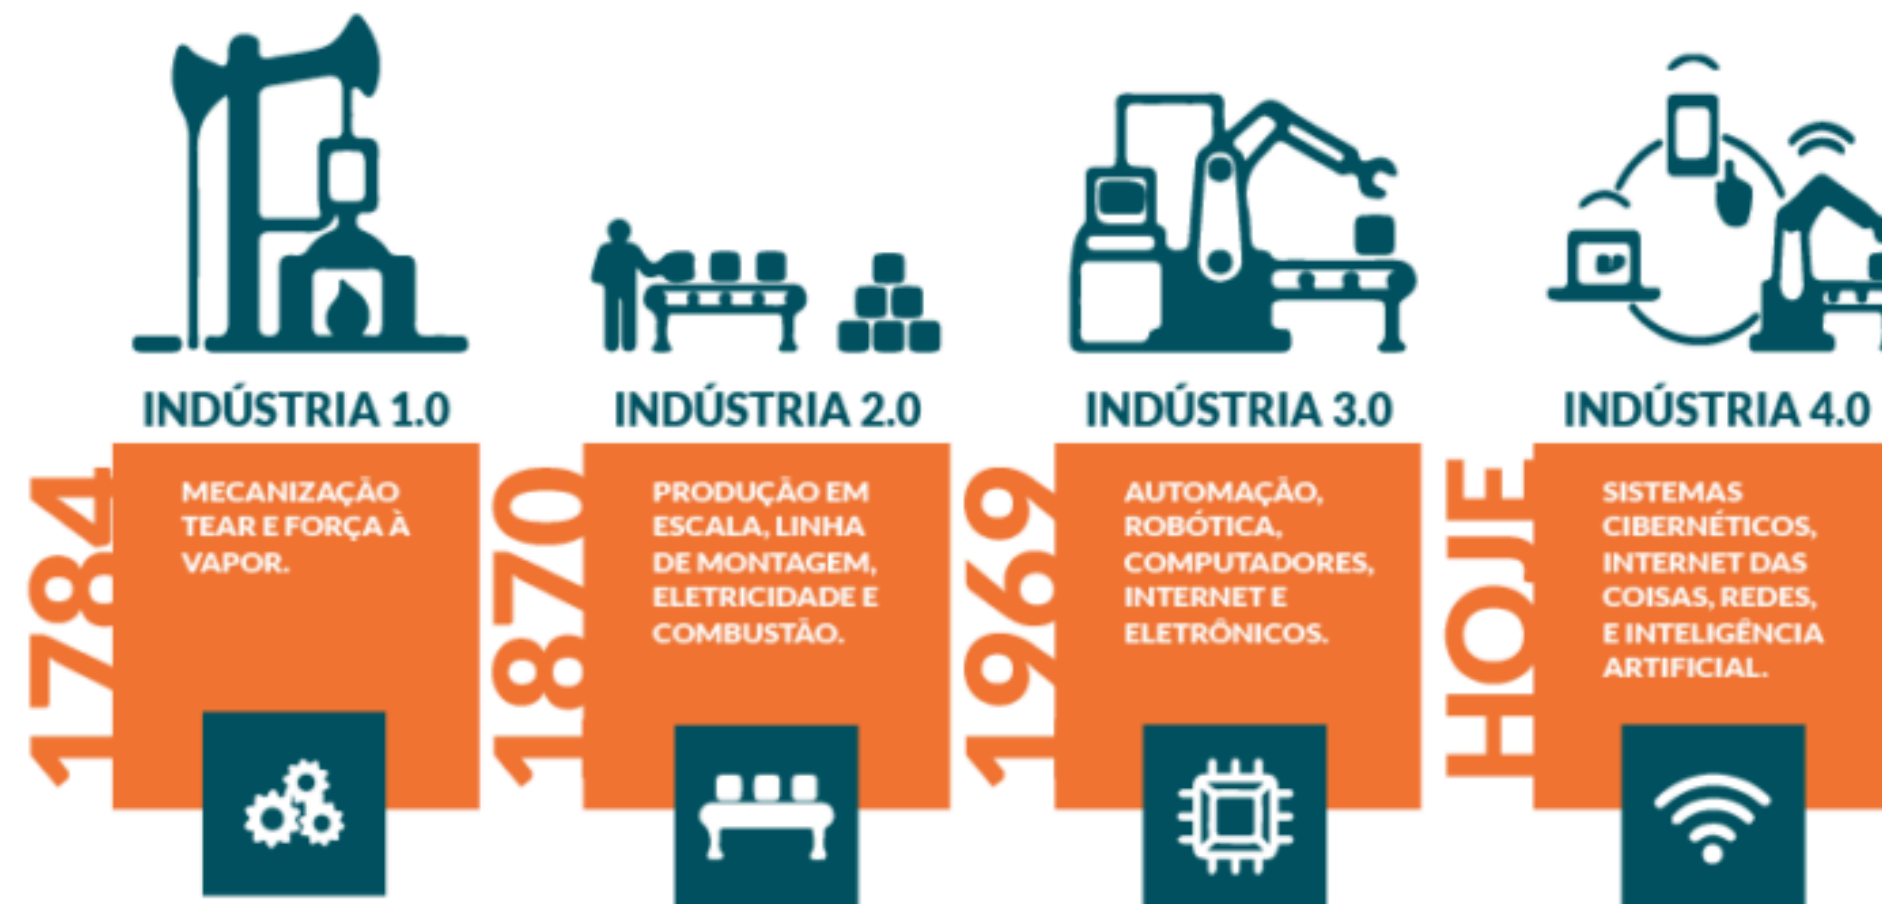 INDÚSTRIA 1.0
1784
MECANIZAÇÃO
TEAR E FORÇA À
VAPOR.
INDÚSTRIA 2.0
1870
PRODUÇÃO EM
ESCALA, LINHA
DE MONTAGEM,
ELETRICIDADE E
COMBUSTÃO.
INDÚSTRIA 3.0
1969
AUTOMAÇÃO,
ROBÓTICA,
COMPUTADORES,
INTERNET E
ELETRÔNICOS.
INDÚSTRIA 4.0
HOJE
SISTEMAS
CIBERNÉTICOS,
INTERNET DAS
COISAS, REDES,
E INTELIGÊNCIA
ARTIFICIAL.